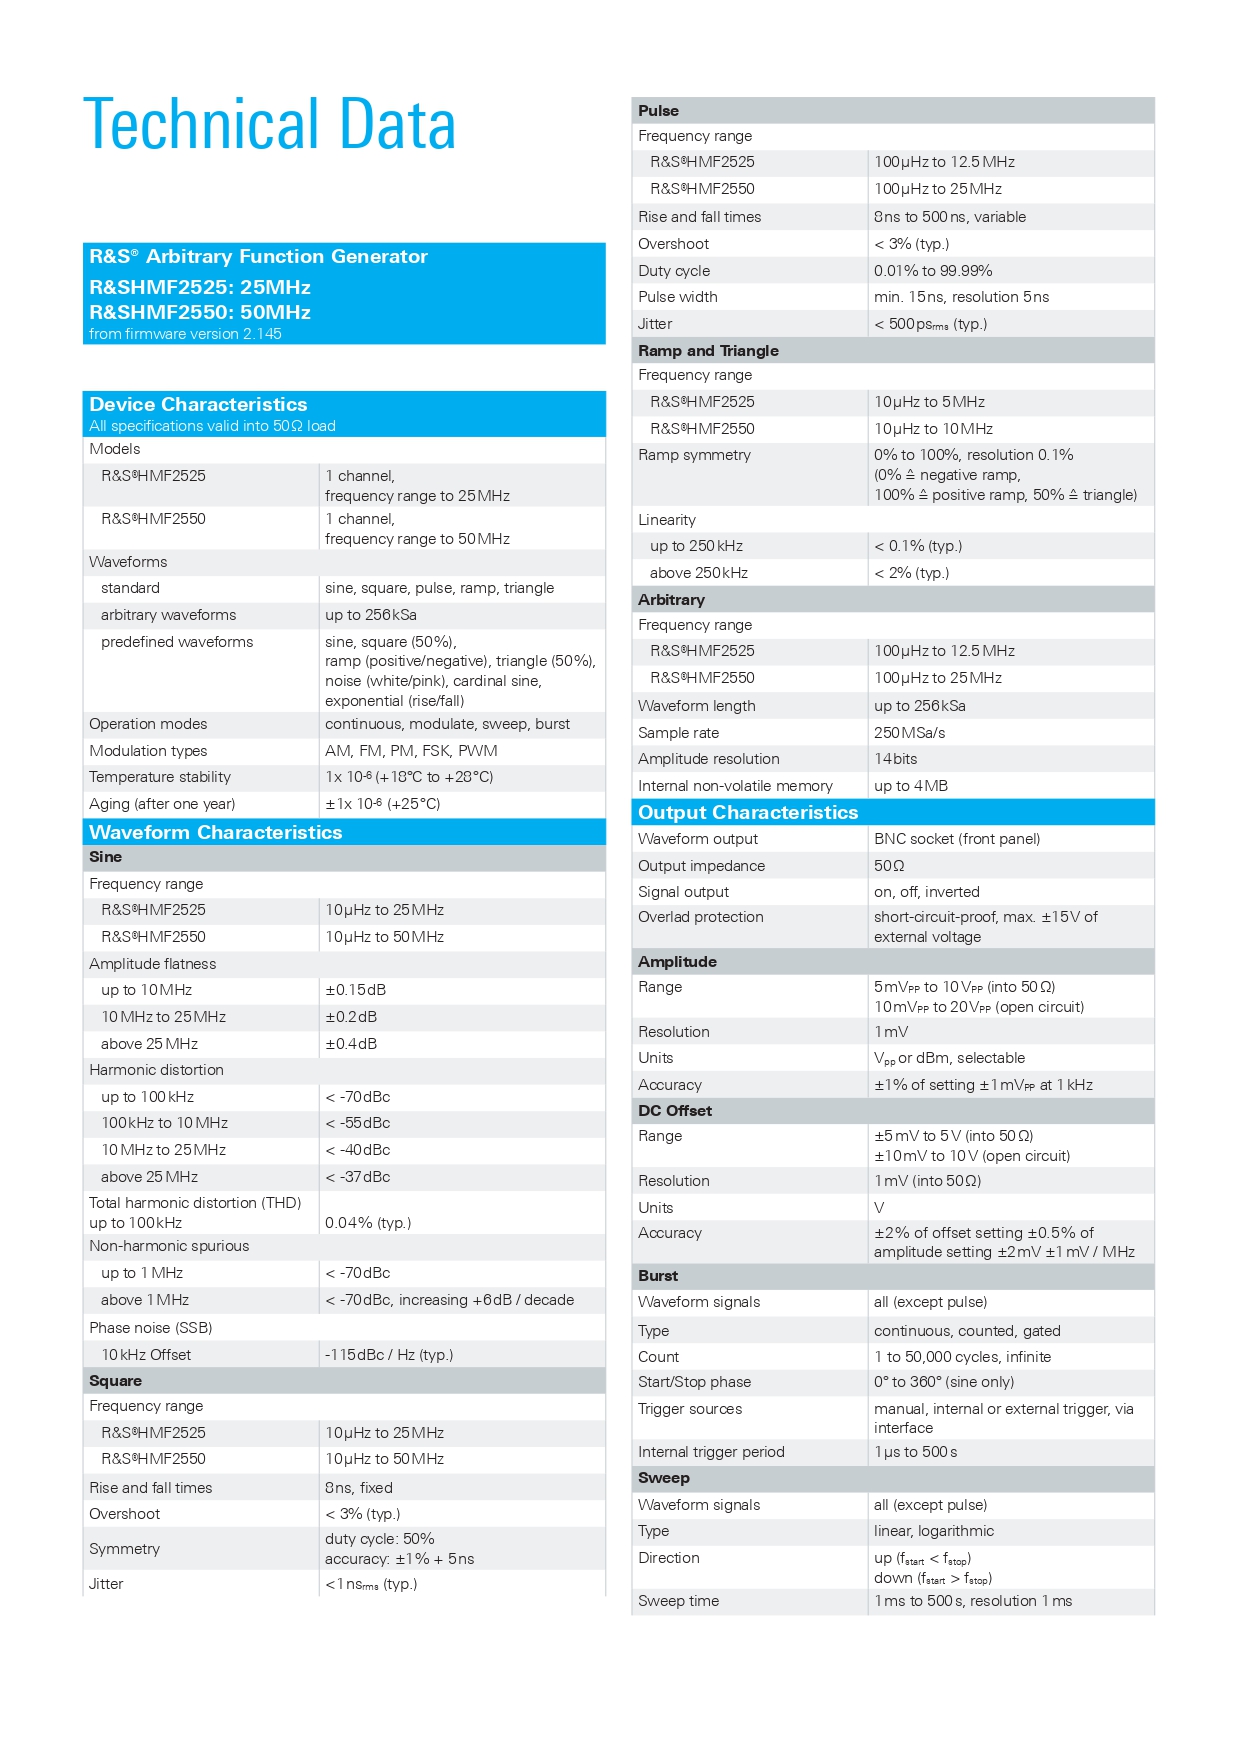 Technical Data
R&S® Arbitrary Function Generator
R&SHMF2525: 25MHz
R&SHMF2550: 50MHz
from firmware version 2.145
Device Characteristics
All specifications valid into 50Ω load
Models
R&S®HMF2525 1 channel,
frequency range to 25MHz
R&S®HMF2550 1 channel,
frequency range to 50MHz
Waveforms
standard sine, square, pulse, ramp, triangle
arbitrary waveforms up to 256kSa
predefined waveforms sine, square (50%),
ramp (positive/negative), triangle (50%),
noise (white/pink), cardinal sine,
exponential (rise/fall)
Operation modes continuous, modulate, sweep, burst
Modulation types AM, FM, PM, FSK, PWM
Temperature stability 1x 10-6 (+18°C to +28°C)
Aging (after one year) ±1x 10-6 (+25°C)
Waveform Characteristics
Sine
Frequency range
R&S®HMF2525 10µHz to 25MHz
R&S®HMF2550 10µHz to 50MHz
Amplitude flatness
up to 10MHz ±0.15dB
10MHz to 25MHz ±0.2dB
above 25MHz ±0.4dB
Harmonic distortion
up to 100kHz < -70dBc
100kHz to 10MHz < -55dBc
10MHz to 25MHz < -40dBc
above 25MHz < -37dBc
Total harmonic distortion (THD)
up to 100kHz 0.04% (typ.)
Non-harmonic spurious
up to 1MHz < -70dBc
above 1MHz < -70dBc, increasing +6dB / decade
Phase noise (SSB)
10kHz Offset -115dBc / Hz (typ.)
Square
Frequency range
R&S®HMF2525 10µHz to 25MHz
R&S®HMF2550 10µHz to 50MHz
Rise and fall times 8ns, fixed
Overshoot < 3% (typ.)
Symmetry duty cycle: 50%
accuracy: ±1% + 5ns
Jitter <1nsrms (typ.)
Pulse
Frequency range
R&S®HMF2525 100µHz to 12.5MHz
R&S®HMF2550 100µHz to 25MHz
Rise and fall times 8ns to 500ns, variable
Overshoot < 3% (typ.)
Duty cycle 0.01% to 99.99%
Pulse width min. 15ns, resolution 5ns
Jitter < 500psrms (typ.)
Ramp and Triangle
Frequency range
R&S®HMF2525 10µHz to 5MHz
R&S®HMF2550 10µHz to 10MHz
Ramp symmetry 0% to 100%, resolution 0.1%
(0% ≙ negative ramp,
100% ≙ positive ramp, 50% ≙ triangle)
Linearity
up to 250kHz < 0.1% (typ.)
above 250kHz < 2% (typ.)
Arbitrary
Frequency range
R&S®HMF2525 100µHz to 12.5MHz
R&S®HMF2550 100µHz to 25MHz
Waveform length up to 256kSa
Sample rate 250MSa/s
Amplitude resolution 14bits
Internal non-volatile memory up to 4MB
Output Characteristics
Waveform output BNC socket (front panel)
Output impedance 50Ω
Signal output on, off, inverted
Overlad protection short-circuit-proof, max. ±15V of
external voltage
Amplitude
Range 5mVPP to 10VPP (into 50Ω)
10mVPP to 20VPP (open circuit)
Resolution 1mV
Units Vpp or dBm, selectable
Accuracy ±1% of setting ±1mVPP at 1kHz
DC Offset
Range ±5mV to 5V (into 50Ω)
±10mV to 10V (open circuit)
Resolution 1mV (into 50Ω)
Units V
Accuracy ±2% of offset setting ±0.5% of
amplitude setting ±2mV ±1mV / MHz
Burst
Waveform signals all (except pulse)
Type continuous, counted, gated
Count 1 to 50,000 cycles, infinite
Start/Stop phase 0° to 360° (sine only)
Trigger sources manual, internal or external trigger, via
interface
Internal trigger period 1µs to 500s
Sweep
Waveform signals all (except pulse)
Type linear, logarithmic
Direction up (fstart < fstop)
down (fstart > fstop)
Sweep time 1ms to 500s, resolution 1ms